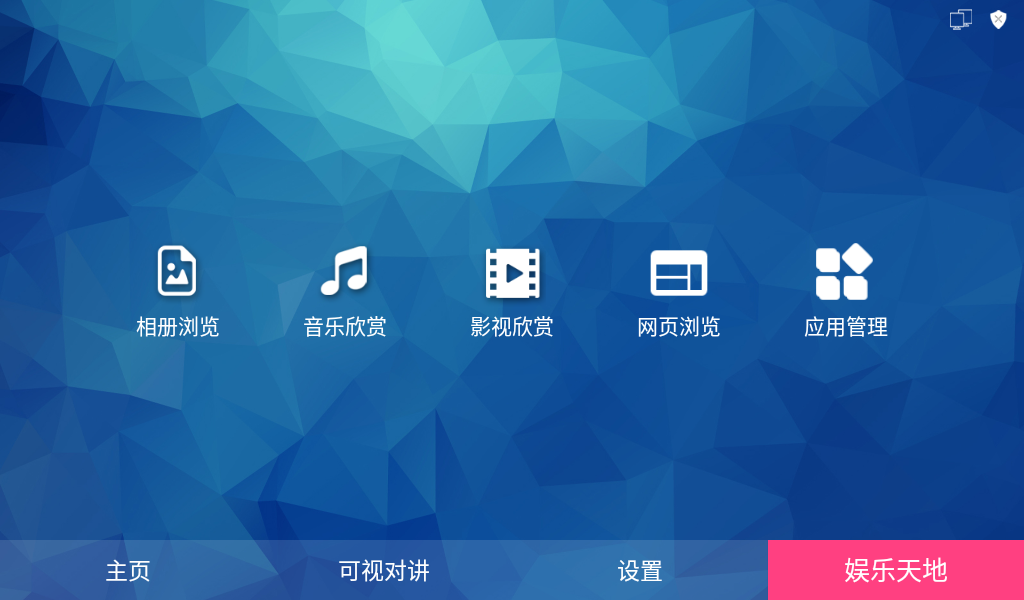 相册浏览
音乐欣赏
影视欣赏
网页浏览
应用管理
主页
可视对讲
设置
娱乐天地